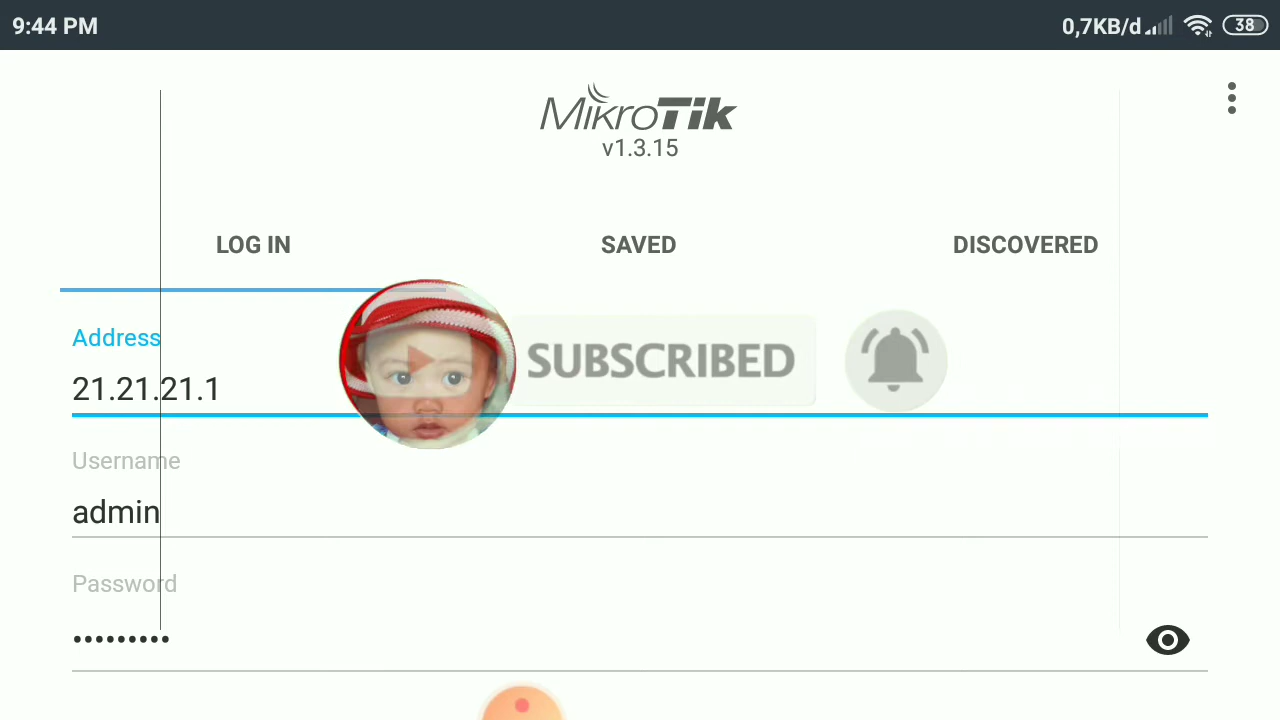 9:44 PM 0,7KB/d 38
MikroTik
v1.3.15
LOG IN SAVED DISCOVERED
Address
21.21.21.1
SUBSCRIBED
Username
admin
Password
•••••••••